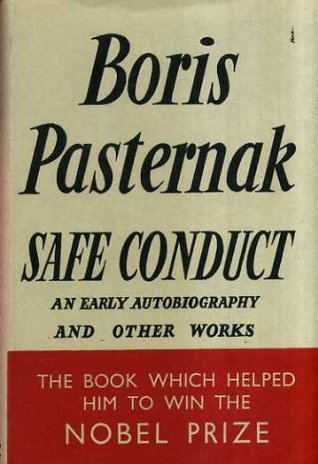 Boris
Pasternak
SAFE CONDUCT
AN EARLY AUTOBIOGRAPHY
AND OTHER WORKS
THE BOOK WHICH HELPED
HIM TO WIN THE
NOBEL PRIZE